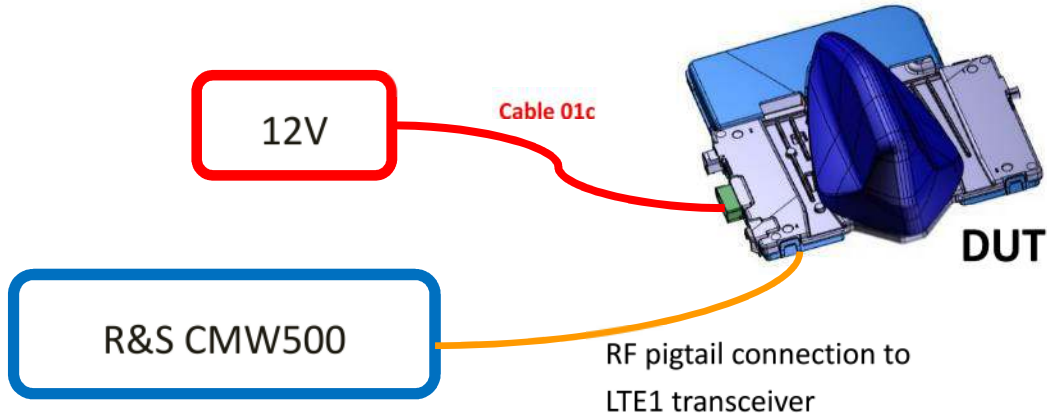 12V
Cable 01c
DUT
R&S CMW500
RF pigtail connection to
LTE1 transceiver